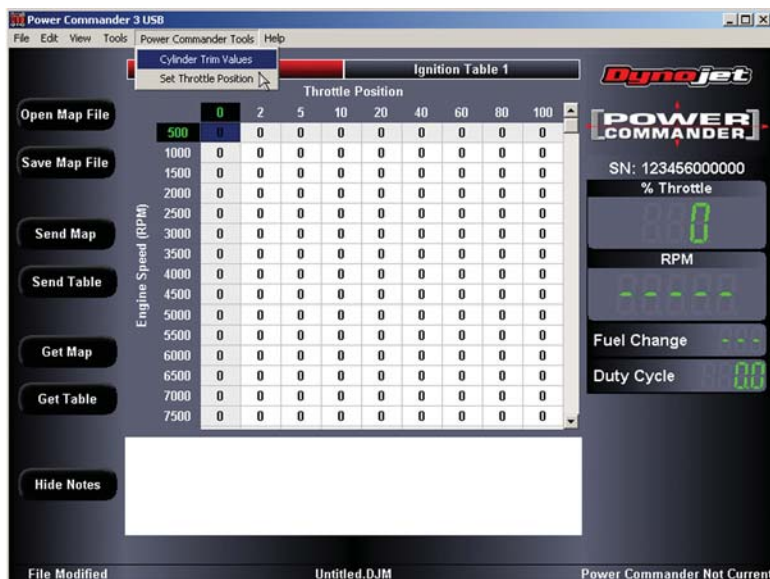 Power Commander 3 USB
File Edit View Tools Power Commander Tools Help
Cylinder Trim Values
Set Throttle Position
Ignition Table 1
Throttle Position
0 2 5 10 20 40 60 80 100
Engine Speed (RPM)
500 0 0 0 0 0 0 0 0 0
1000 0 0 0 0 0 0 0 0 0
1500 0 0 0 0 0 0 0 0 0
2000 0 0 0 0 0 0 0 0 0
2500 0 0 0 0 0 0 0 0 0
3000 0 0 0 0 0 0 0 0 0
3500 0 0 0 0 0 0 0 0 0
4000 0 0 0 0 0 0 0 0 0
4500 0 0 0 0 0 0 0 0 0
5000 0 0 0 0 0 0 0 0 0
5500 0 0 0 0 0 0 0 0 0
6000 0 0 0 0 0 0 0 0 0
6500 0 0 0 0 0 0 0 0 0
7000 0 0 0 0 0 0 0 0 0
7500 0 0 0 0 0 0 0 0 0
Open Map File
Save Map File
Send Map
Send Table
Get Map
Get Table
Hide Notes
Dynojet
POWER
COMMANDER
SN: 123456000000
% Throttle
0
RPM
- - - - -
Fuel Change - - -
Duty Cycle 0.0
File Modified
Untitled.DJM
Power Commander Not Current